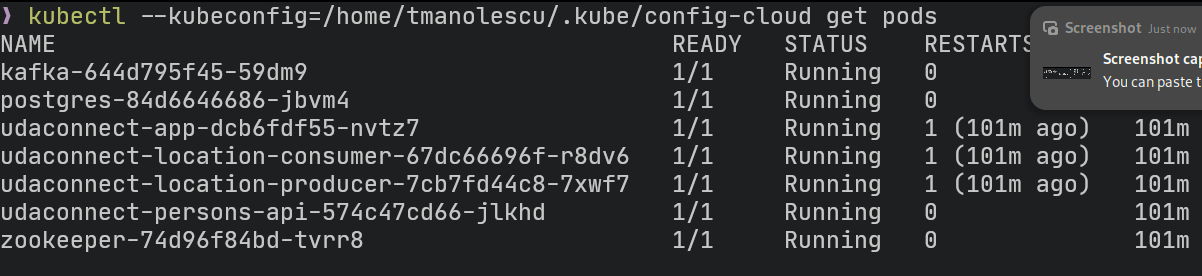 ❯ kubectl --kubeconfig=/home/tmanolescu/.kube/config-cloud get pods
NAME READY STATUS RESTARTS
Screenshot Just now
kafka-644d795f45-59dm9 1/1 Running 0
Screenshot cap
You can paste t
postgres-84d6646686-jbvm4 1/1 Running 0
udaconnect-app-dcb6fdf55-nvtz7 1/1 Running 1 (101m ago) 101m
udaconnect-location-consumer-67dc66696f-r8dv6 1/1 Running 1 (101m ago) 101m
udaconnect-location-producer-7cb7fd44c8-7xwf7 1/1 Running 1 (101m ago) 101m
udaconnect-persons-api-574c47cd66-jlkhd 1/1 Running 0 101m
zookeeper-74d96f84bd-tvrr8 1/1 Running 0 101m